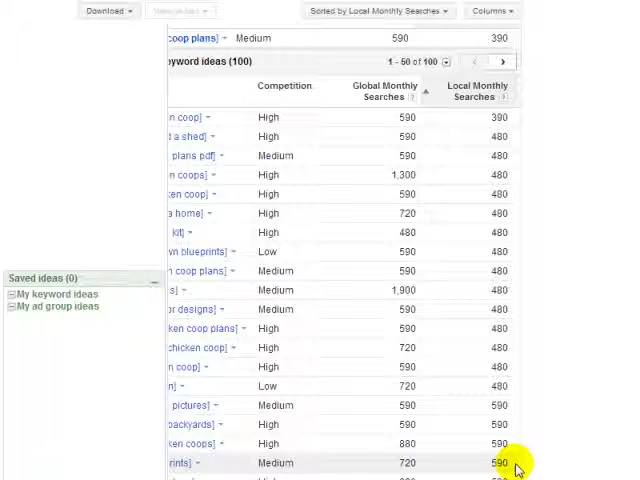 Download
Sorted by Local Monthly Searches
Columns
coop plans] Medium 590 390
eyword ideas (100) 1 - 50 of 100
Competition Global Monthly Searches Local Monthly Searches
n coop] High 590 390
d a shed] High 590 480
plans pdf] Medium 590 480
en coops] High 1,300 480
ken coop] High 590 480
a home] High 720 480
kit] High 480 480
wn blueprints] Low 590 480
n coop plans] Medium 590 480
s] Medium 1,900 480
or designs] Medium 590 480
ken coop plans] High 590 480
chicken coop] High 720 480
n coop] High 590 480
n] Low 720 480
pictures] Medium 590 590
backyards] High 590 590
ken coops] High 880 590
rints] Medium 720 590
Saved ideas (0)
My keyword ideas
My ad group ideas